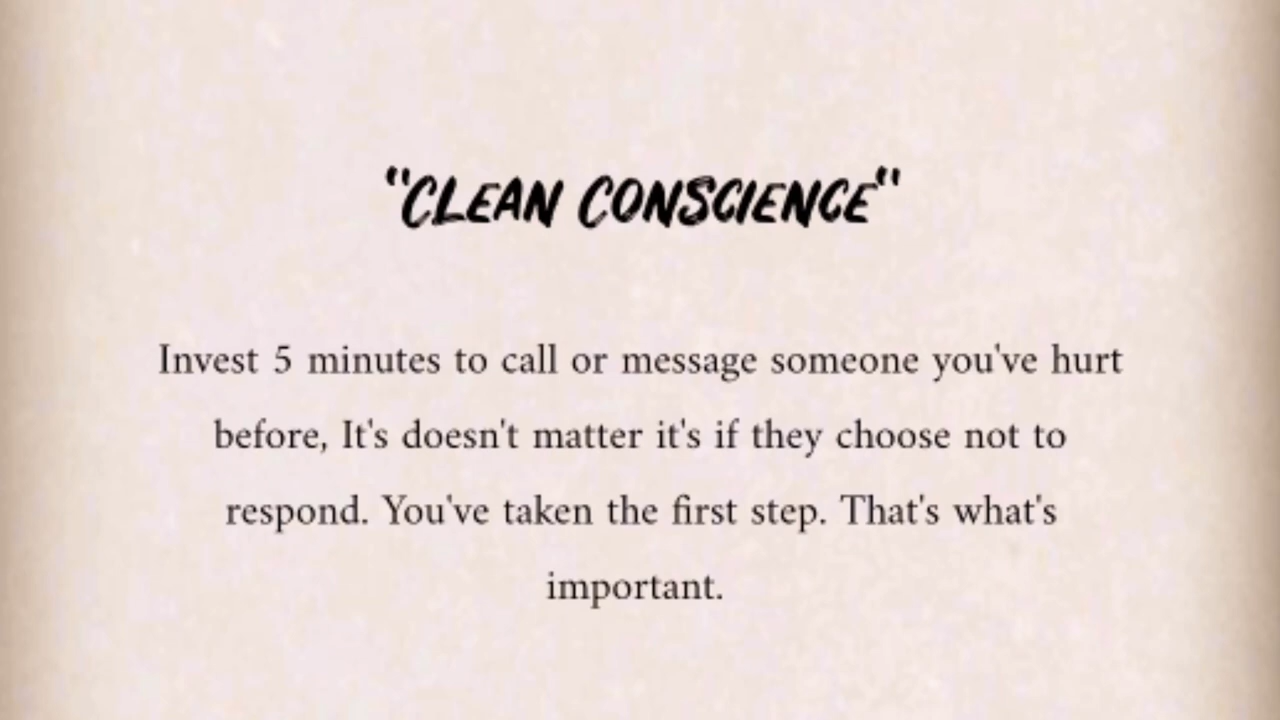 "CLEAN CONSCIENCE"
Invest 5 minutes to call or message someone you've hurt
before, It's doesn't matter it's if they choose not to
respond. You've taken the first step. That's what's
important.